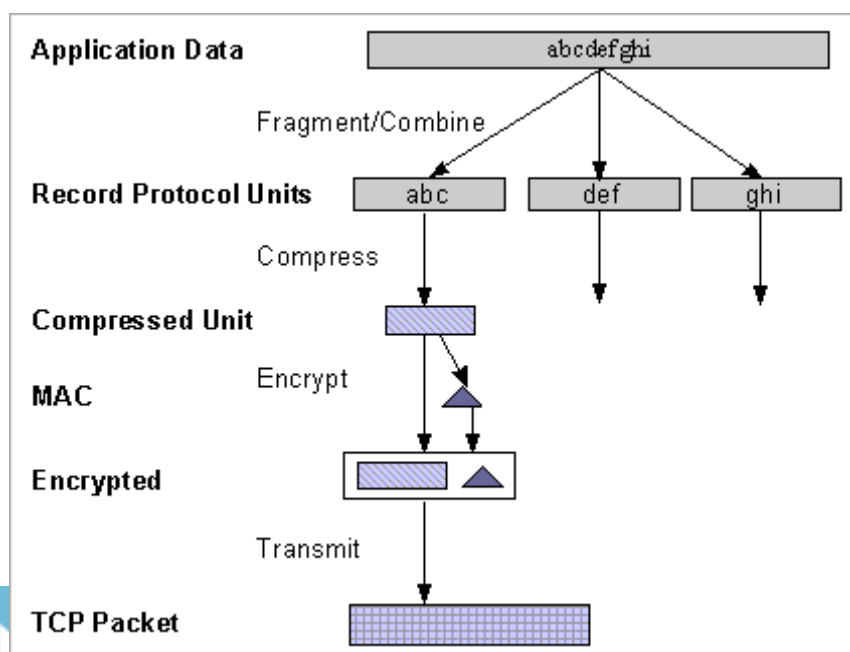 Application Data
abcdefghi
Fragment/Combine
Record Protocol Units
abc
def
ghi
Compress
Compressed Unit
Encrypt
MAC
Encrypted
Transmit
TCP Packet